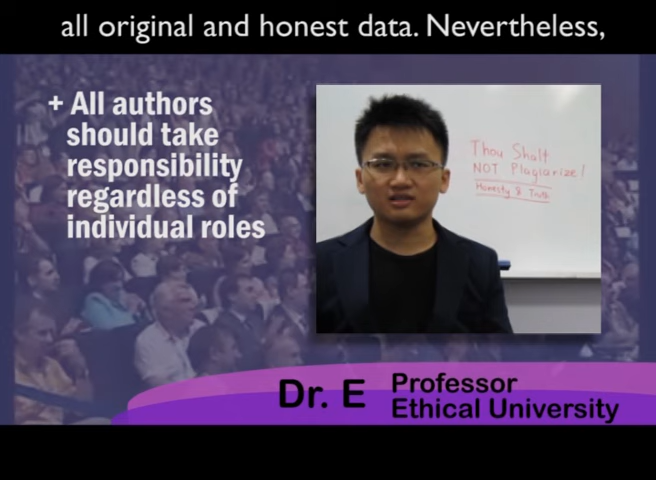 all original and honest data. Nevertheless,
+ All authors
should take
responsibility
regardless of
individual roles
Thou Shalt
NOT Plagiarize!
Honesty & Truth
Dr. E
Professor
Ethical University